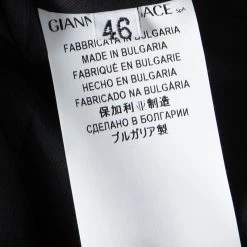 GIANN ACE SpA
46
FABBRICATA IN BULGARIA
MADE IN BULGARIA
FABRIQUÉ EN BULGARIE
HECHO EN BULGARIA
FABRICADO NA BULGÁRIA
保加利亚制造
СДЕЛАНО В БОЛГАРИИ
ブルガリア製